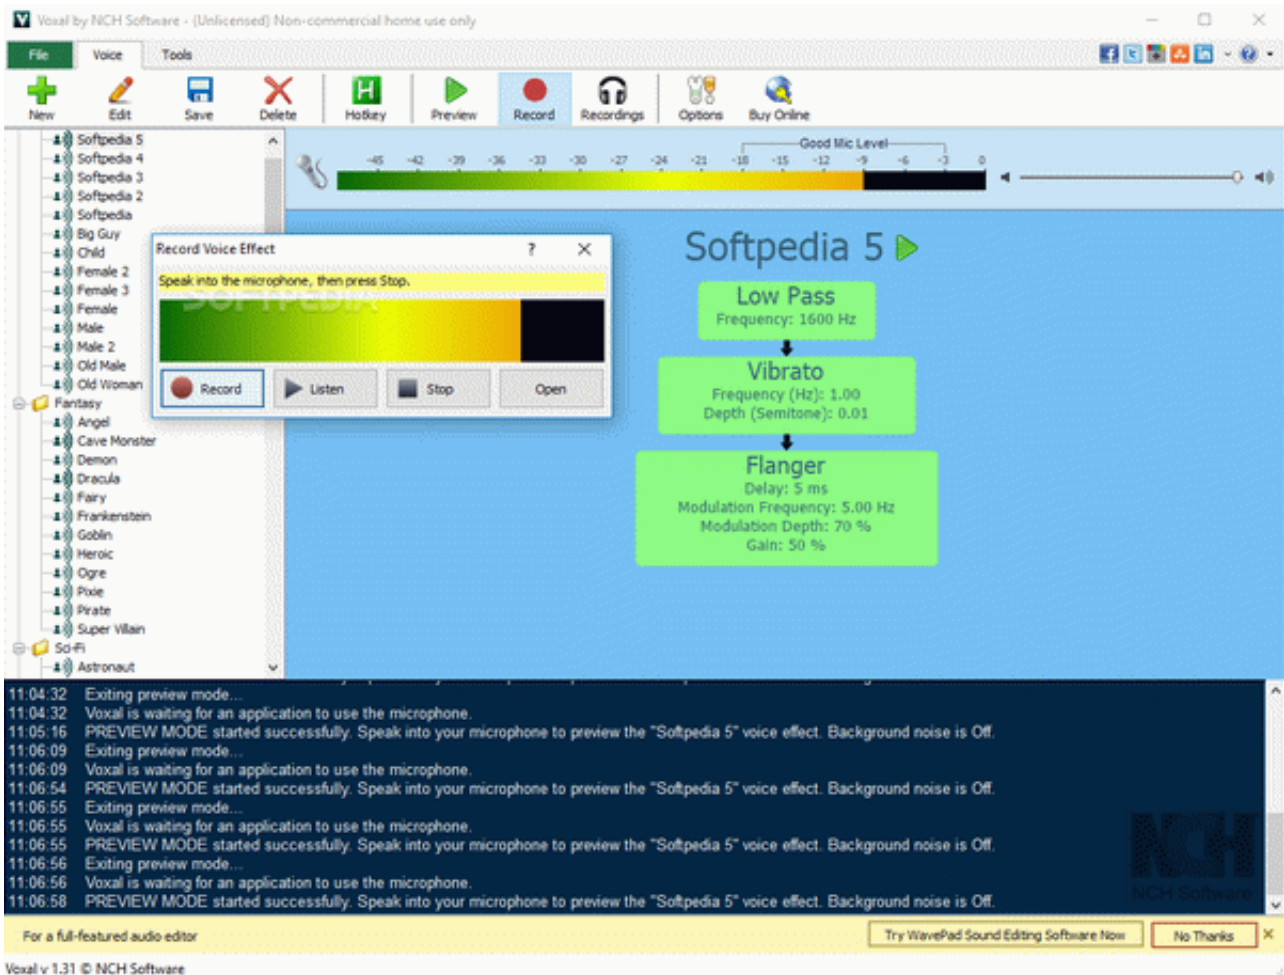 Voxal by NCH Software - (Unlicensed) Non-commercial home use only
File Voice Tools
New Edit Save Delete Hotkey Preview Record Recordings Options Buy Online
Softpedia 5
Softpedia 4
Softpedia 3
Softpedia 2
Softpedia
Big Guy
Child
Female 2
Female 3
Female
Male
Male 2
Old Male
Old Woman
Fantasy
Angel
Cave Monster
Demon
Dracula
Fairy
Frankenstein
Goblin
Heroic
Ogre
Pixie
Pirate
Super Villain
Sci-Fi
Astronaut
Good Mic Level
-45 -42 -39 -36 -33 -30 -27 -24 -21 -18 -15 -12 -9 -6 -3 0
Record Voice Effect ? 
Speak into the microphone, then press Stop.
SOFTPEDIA
Record Listen Stop Open
Softpedia 5
Low Pass
Frequency: 1600 Hz
Vibrato
Frequency (Hz): 1.00
Depth (Semitone): 0.01
Flanger
Delay: 5 ms
Modulation Frequency: 5.00 Hz
Modulation Depth: 70 %
Gain: 50 %
11:04:32 Exiting preview mode...
11:04:32 Voxal is waiting for an application to use the microphone.
11:05:16 PREVIEW MODE started successfully. Speak into your microphone to preview the "Softpedia 5" voice effect. Background noise is Off.
11:06:09 Exiting preview mode...
11:06:09 Voxal is waiting for an application to use the microphone.
11:06:54 PREVIEW MODE started successfully. Speak into your microphone to preview the "Softpedia 5" voice effect. Background noise is Off.
11:06:55 Exiting preview mode...
11:06:55 Voxal is waiting for an application to use the microphone.
11:06:55 PREVIEW MODE started successfully. Speak into your microphone to preview the "Softpedia 5" voice effect. Background noise is Off.
11:06:56 Exiting preview mode...
11:06:56 Voxal is waiting for an application to use the microphone.
11:06:58 PREVIEW MODE started successfully. Speak into your microphone to preview the "Softpedia 5" voice effect. Background noise is Off.
NCH
NCH Software
For a full-featured audio editor
Try WavePad Sound Editing Software Now
No Thanks
Voxal v 1.31 © NCH Software